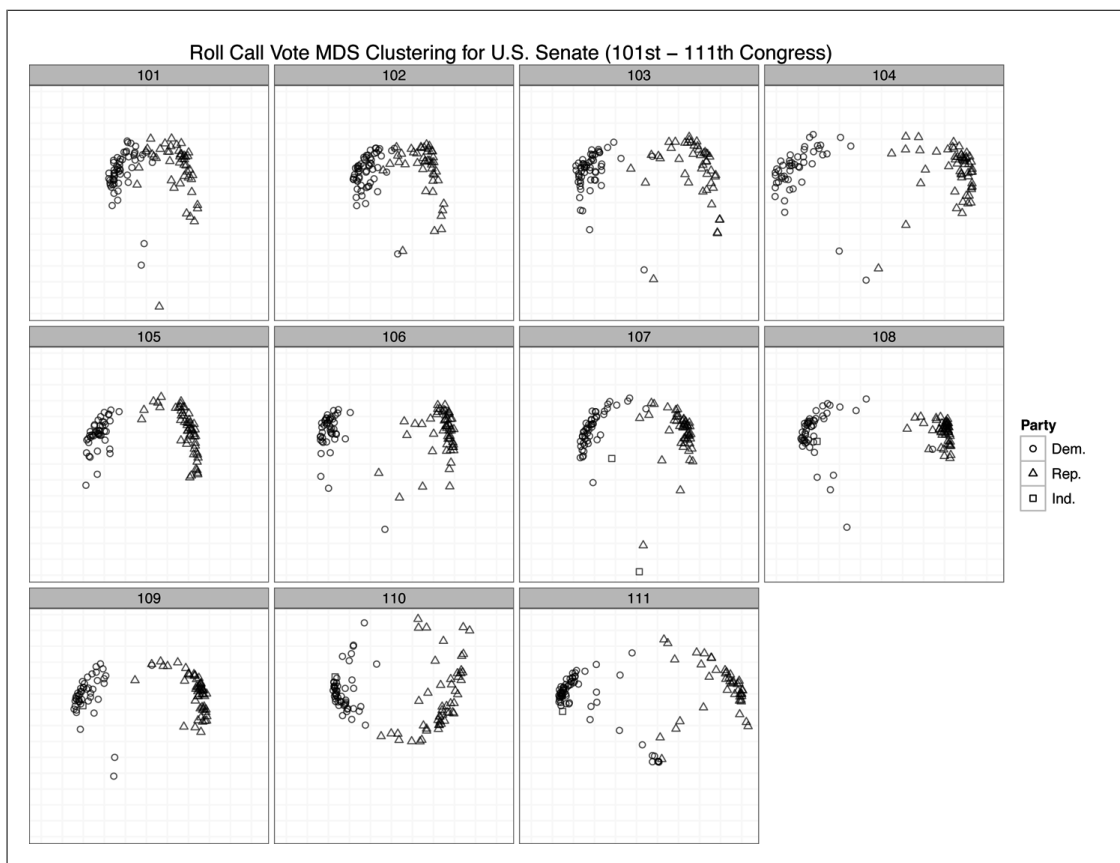 Roll Call Vote MDS Clustering for U.S. Senate (101st – 111th Congress)
101
102
103
104
105
106
107
108
109
110
111
Party
Dem.
Rep.
Ind.